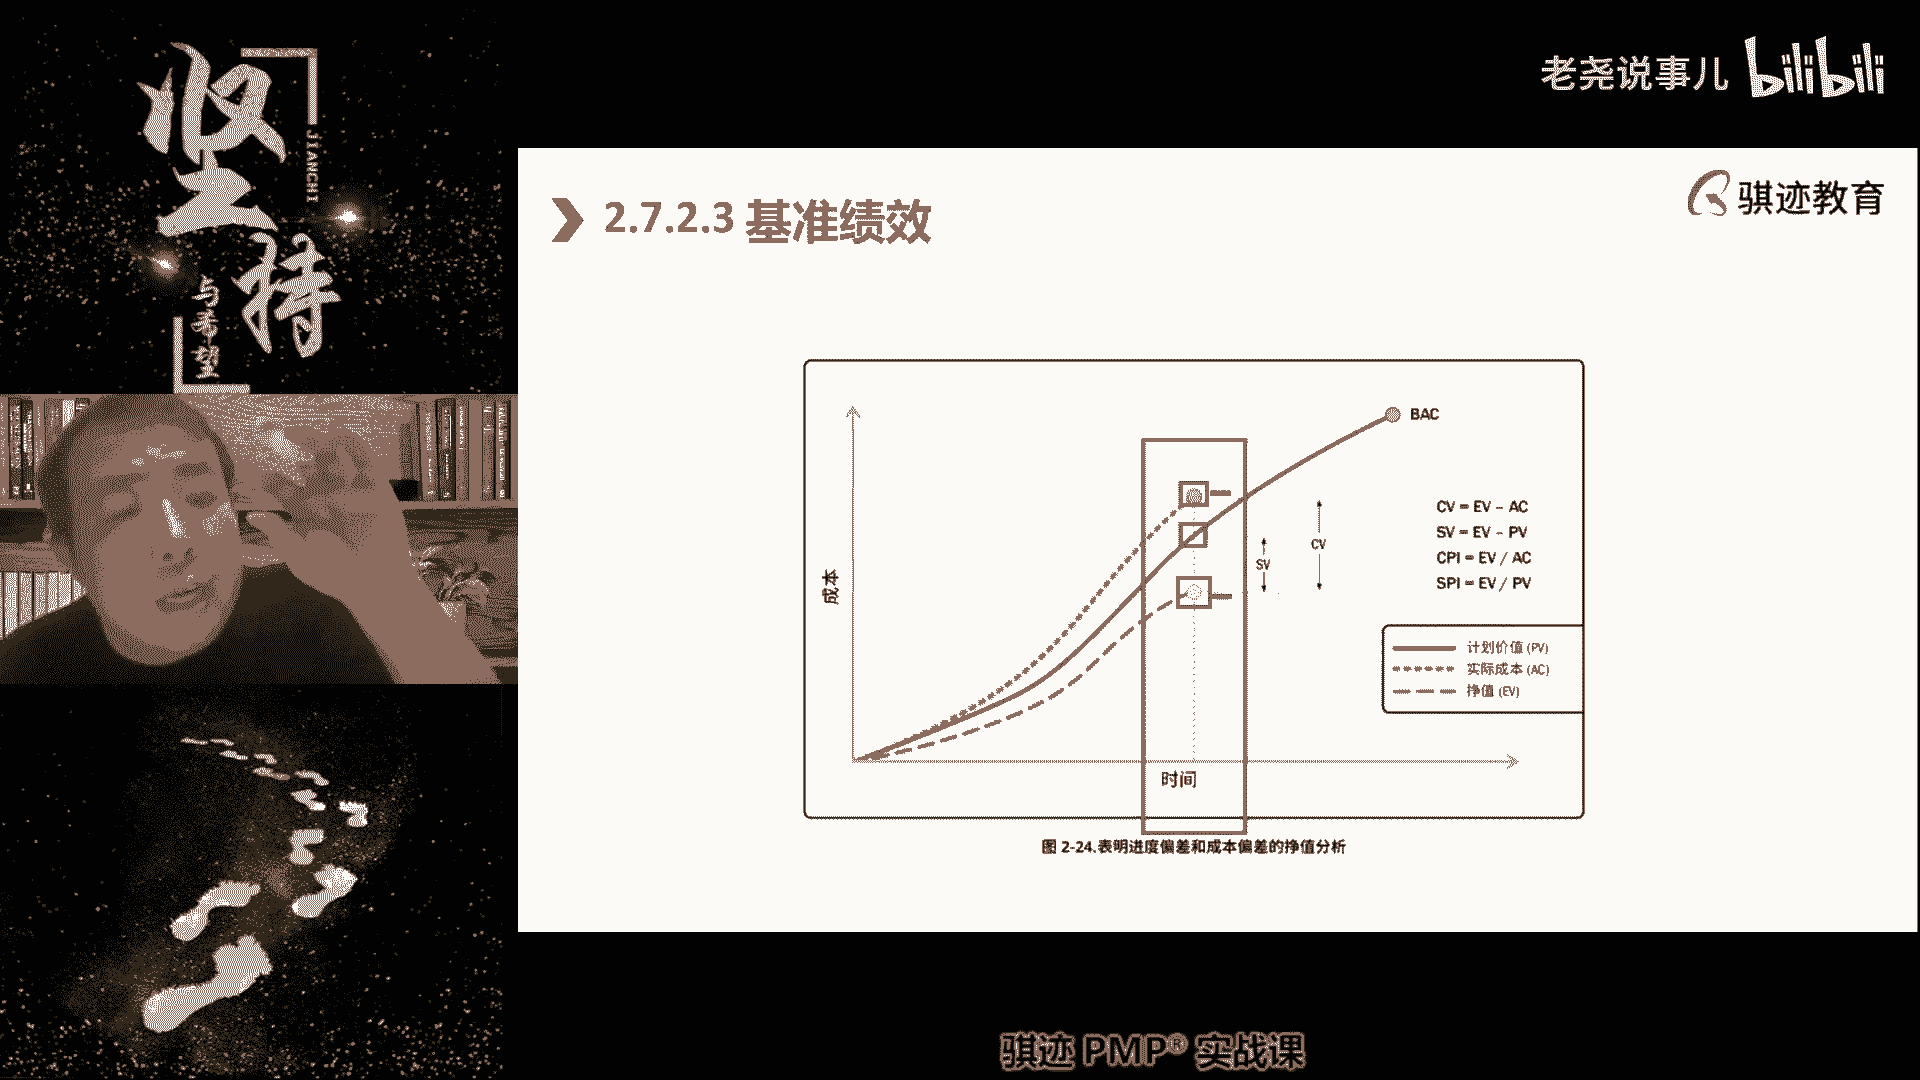 坚持
JIANCHI
与希望
老尧说事儿 bilibili
骐迹教育
2.7.2.3 基准绩效
BAC
成本
CV
SV
CV = EV – AC
SV = EV – PV
CPI = EV / AC
SPI = EV / PV
计划价值 (PV)
实际成本 (AC)
挣值 (EV)
时间
图 2-24.表明进度偏差和成本偏差的挣值分析
骐迹 PMP® 实战课